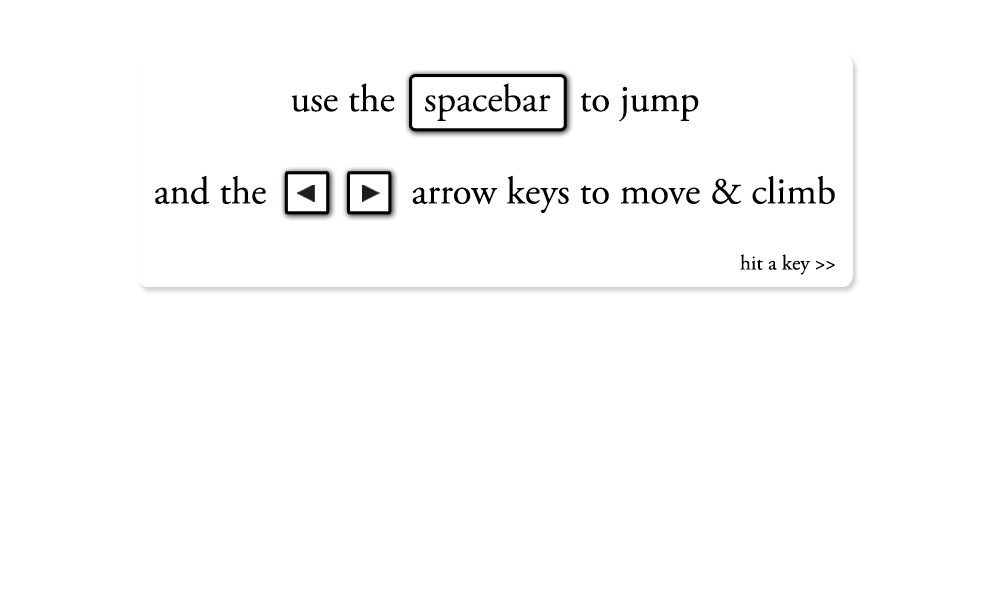 use the spacebar to jump
and the ◀ ▶ arrow keys to move & climb
hit a key >>